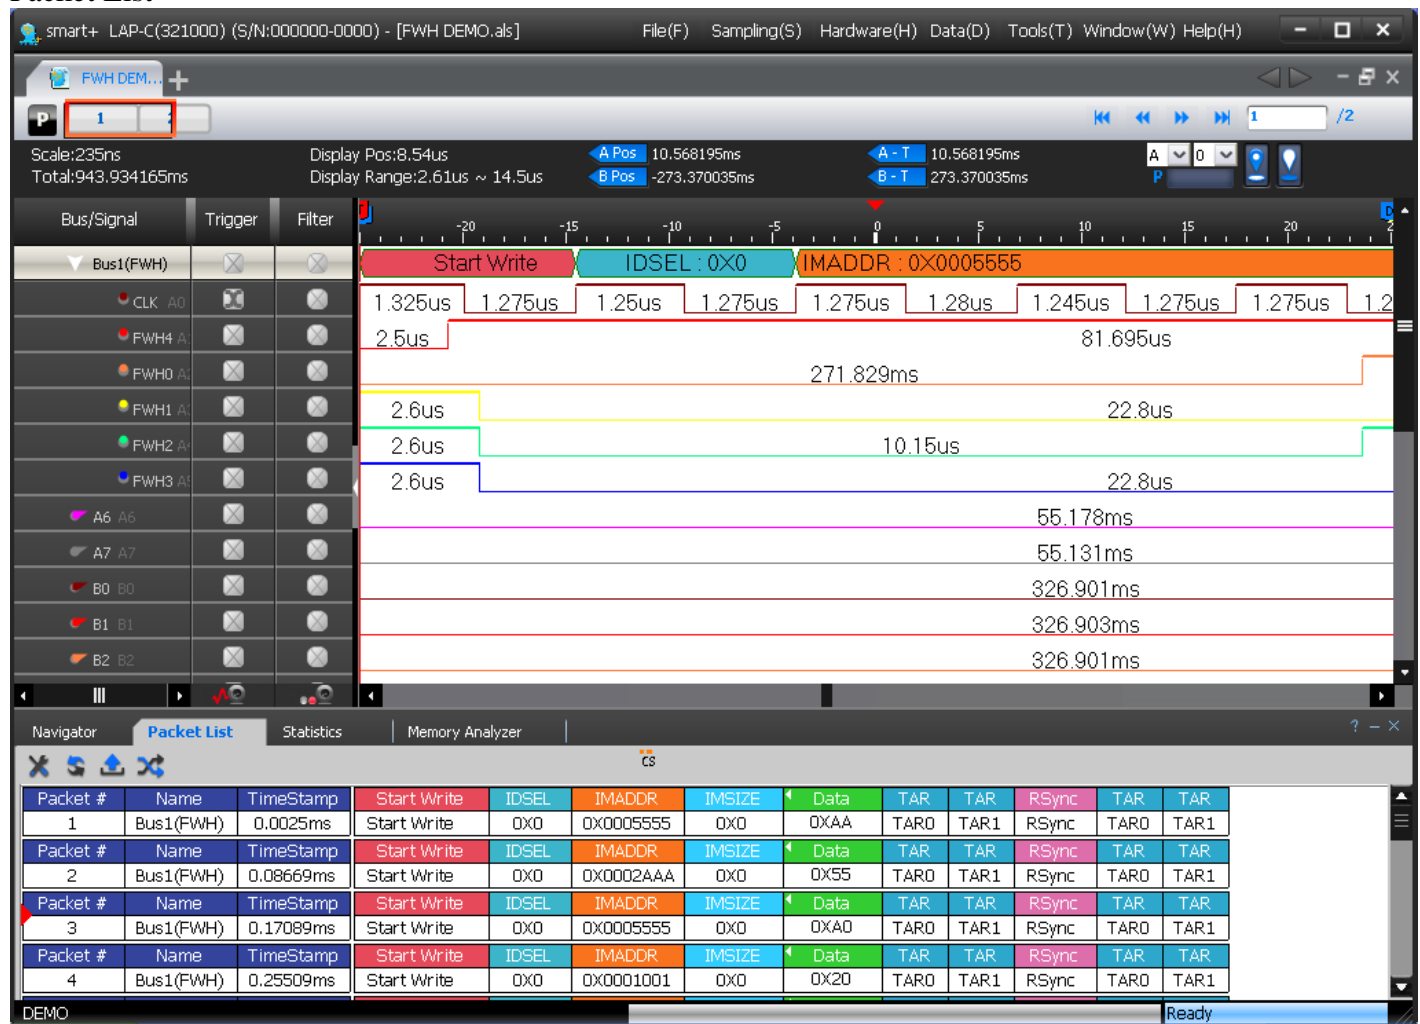 Packet List
smart+ LAP-C(321000) (S/N:000000-0000) - [FWH DEMO.als] File(F) Sampling(S) Hardware(H) Data(D) Tools(T) Window(W) Help(H)
FWH DEM...
P 1 2 1 /2
Scale:235ns Display Pos:8.54us A Pos 10.568195ms A - T 10.568195ms A 0
Total:943.934165ms Display Range:2.61us ~ 14.5us B Pos -273.370035ms B - T 273.370035ms P
Bus/Signal Trigger Filter -20 -15 -10 -5 0 5 10 15 20
Bus1(FWH) Start Write IDSEL : 0X0 IMADDR : 0X0005555
CLK A0 1.325us 1.275us 1.25us 1.275us 1.275us 1.28us 1.245us 1.275us 1.275us 1.2
FWH4 2.5us 81.695us
FWH0 271.829ms
FWH1 2.6us 22.8us
FWH2 2.6us 10.15us
FWH3 2.6us 22.8us
A6 A6 55.178ms
A7 A7 55.131ms
B0 B0 326.901ms
B1 B1 326.903ms
B2 B2 326.901ms
Navigator Packet List Statistics Memory Analyzer
CS
Packet # Name TimeStamp Start Write IDSEL IMADDR IMSIZE Data TAR TAR RSync TAR TAR
1 Bus1(FWH) 0.0025ms Start Write 0X0 0X0005555 0X0 0XAA TAR0 TAR1 RSync TAR0 TAR1
Packet # Name TimeStamp Start Write IDSEL IMADDR IMSIZE Data TAR TAR RSync TAR TAR
2 Bus1(FWH) 0.08669ms Start Write 0X0 0X0002AAA 0X0 0X55 TAR0 TAR1 RSync TAR0 TAR1
Packet # Name TimeStamp Start Write IDSEL IMADDR IMSIZE Data TAR TAR RSync TAR TAR
3 Bus1(FWH) 0.17089ms Start Write 0X0 0X0005555 0X0 0XA0 TAR0 TAR1 RSync TAR0 TAR1
Packet # Name TimeStamp Start Write IDSEL IMADDR IMSIZE Data TAR TAR RSync TAR TAR
4 Bus1(FWH) 0.25509ms Start Write 0X0 0X0001001 0X0 0X20 TAR0 TAR1 RSync TAR0 TAR1
DEMO Ready